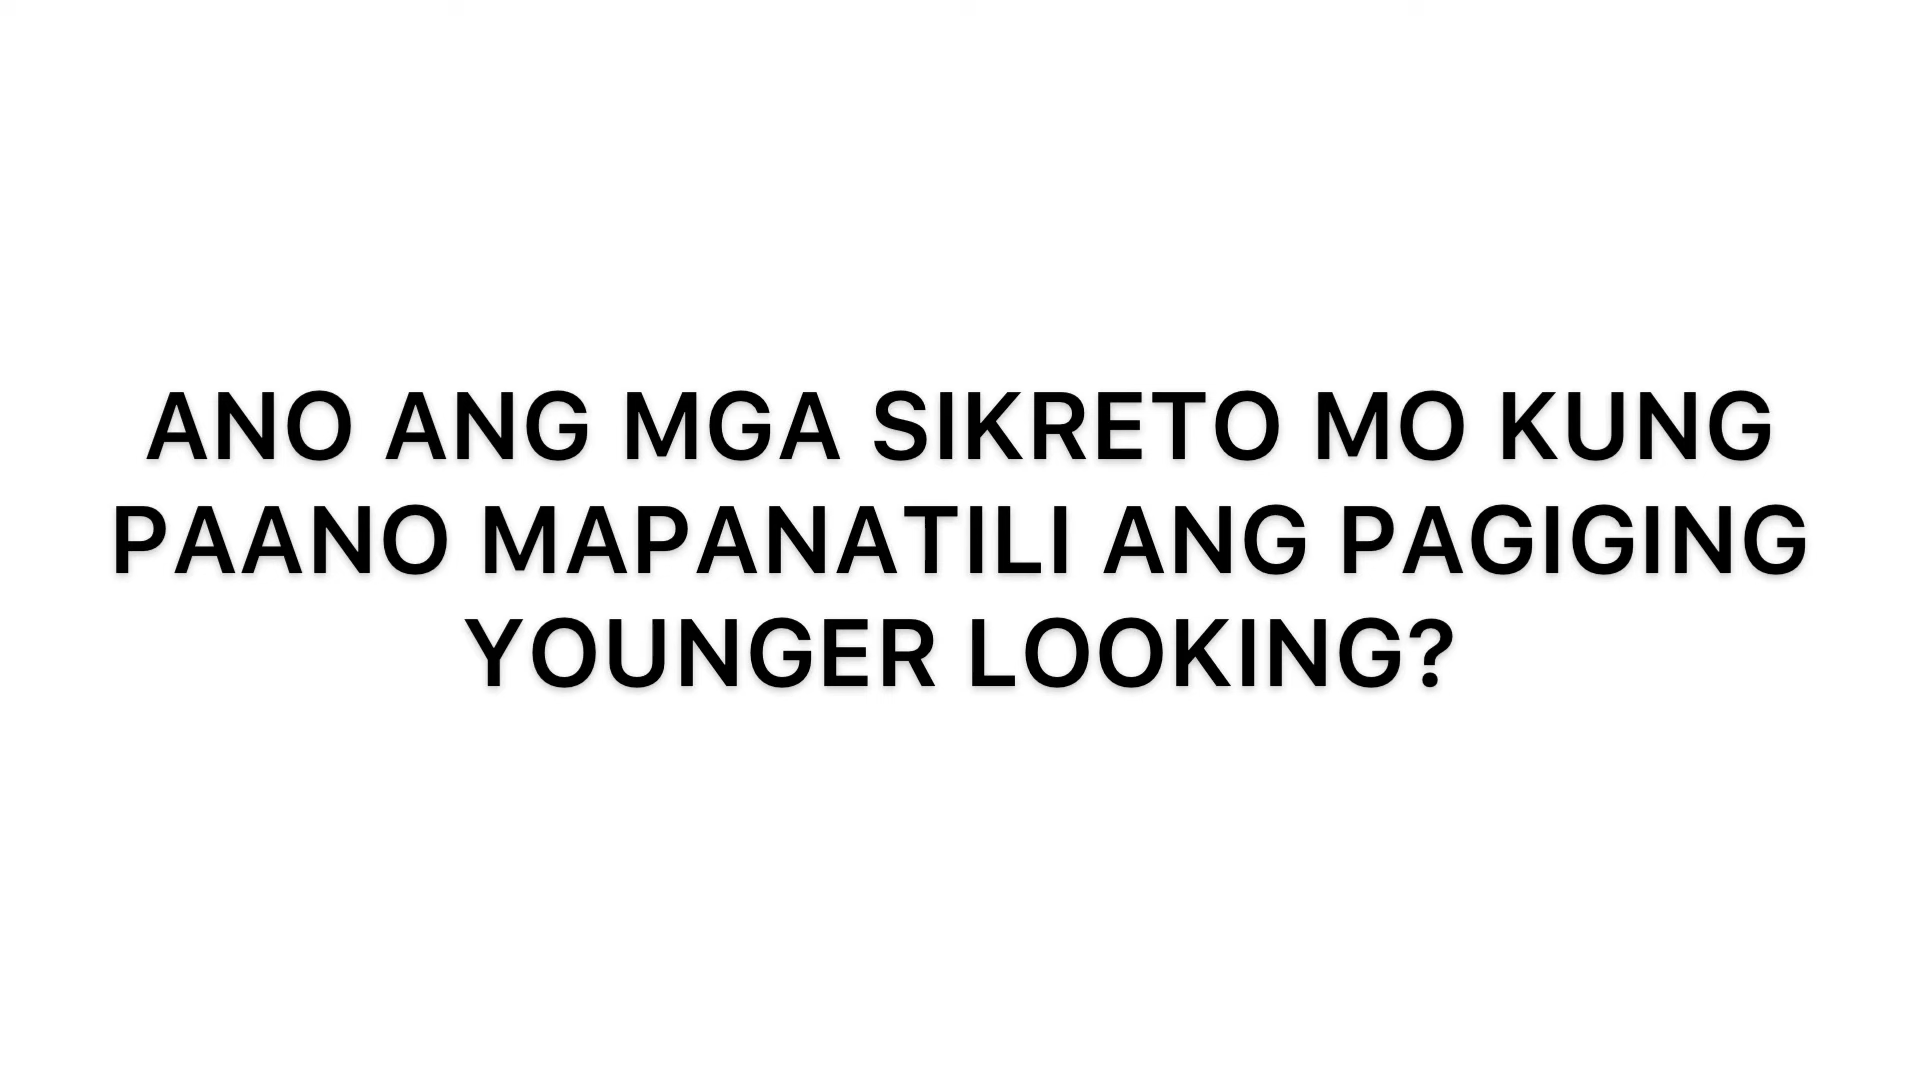 ANO ANG MGA SIKRETO MO KUNG
PAANO MAPANATILI ANG PAGIGING
YOUNGER LOOKING?